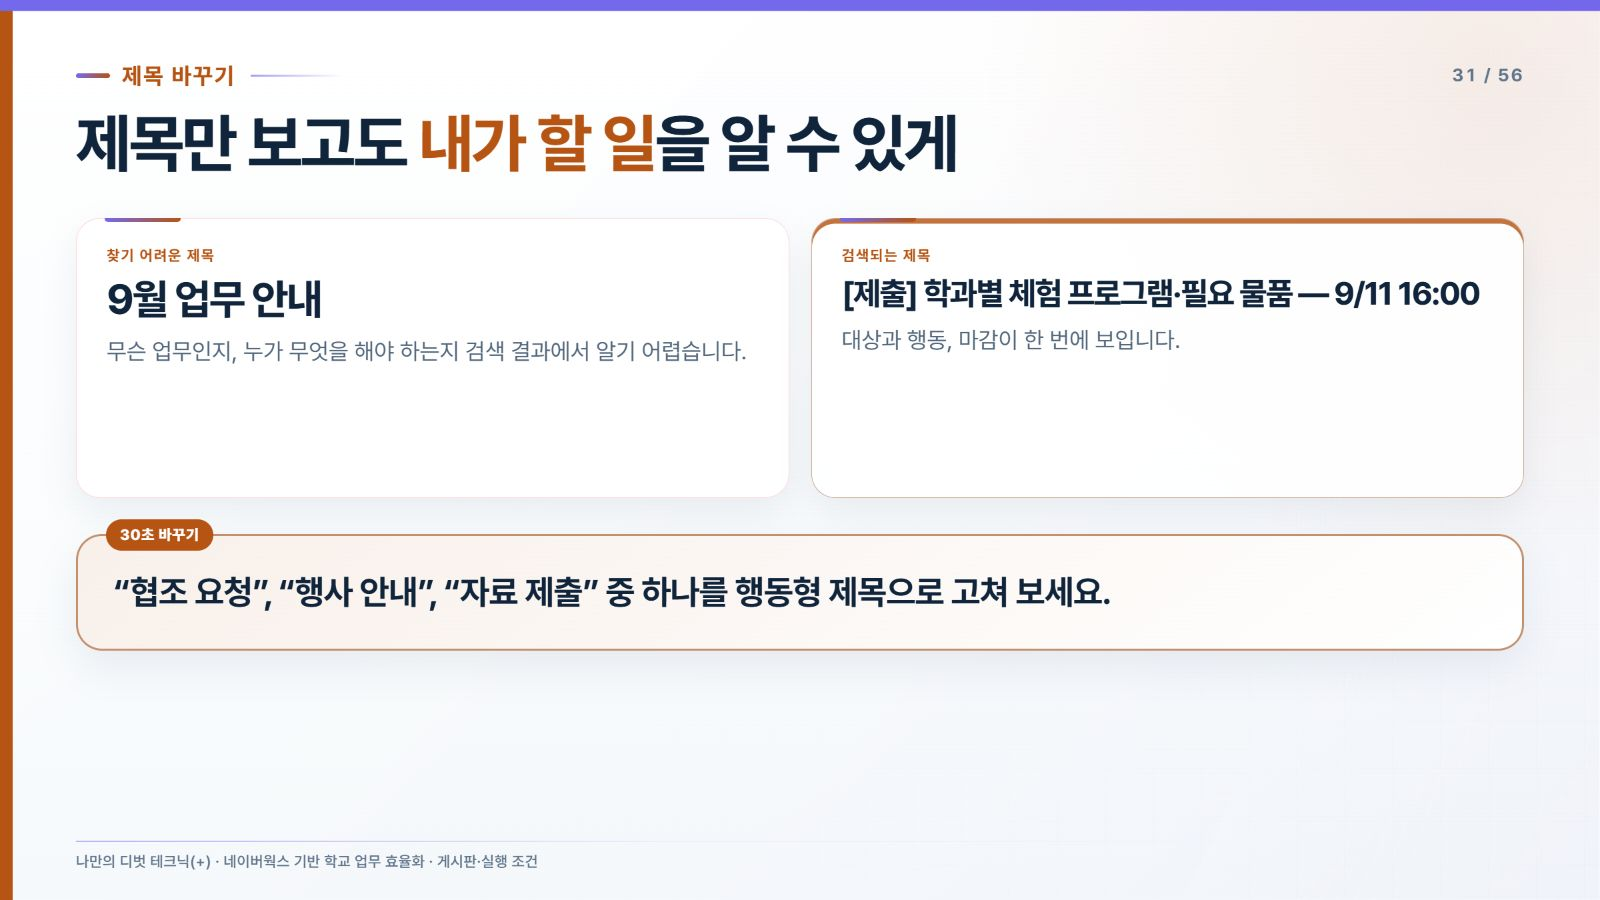 제목 바꾸기
31 / 56
제목만 보고도 내가 할 일을 알 수 있게
찾기 어려운 제목
9월 업무 안내
무슨 업무인지, 누가 무엇을 해야 하는지 검색 결과에서 알기 어렵습니다.
검색되는 제목
[제출] 학과별 체험 프로그램·필요 물품 — 9/11 16:00
대상과 행동, 마감이 한 번에 보입니다.
30초 바꾸기
“협조 요청”, “행사 안내”, “자료 제출” 중 하나를 행동형 제목으로 고쳐 보세요.
나만의 디벗 테크닉(+) · 네이버웍스 기반 학교 업무 효율화 · 게시판·실행 조건